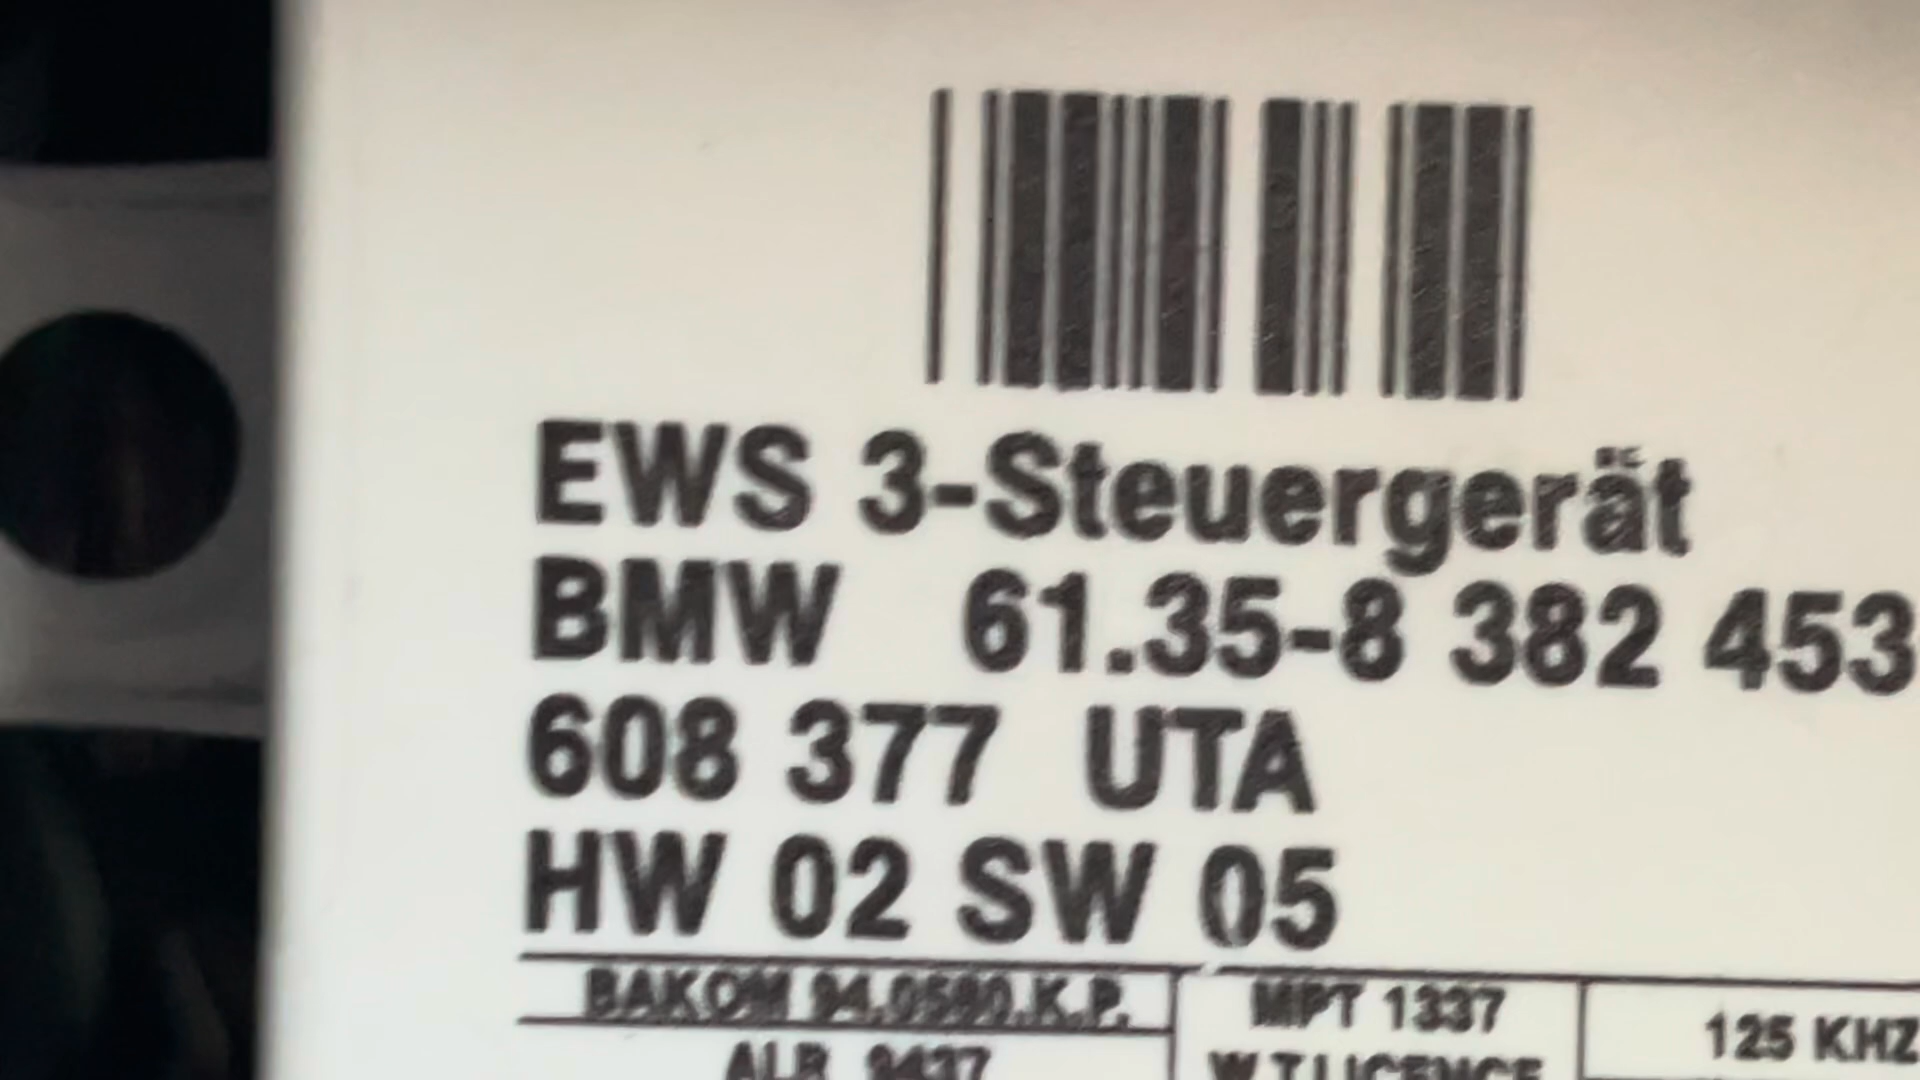 EWS 3-Steuergerät
BMW 61.35-8 382 453
608 377 UTA
HW 02 SW 05
BAKOM 94.0590.K.P.
MPT 1337
125 KHZ
9437
W.T.LICENCE